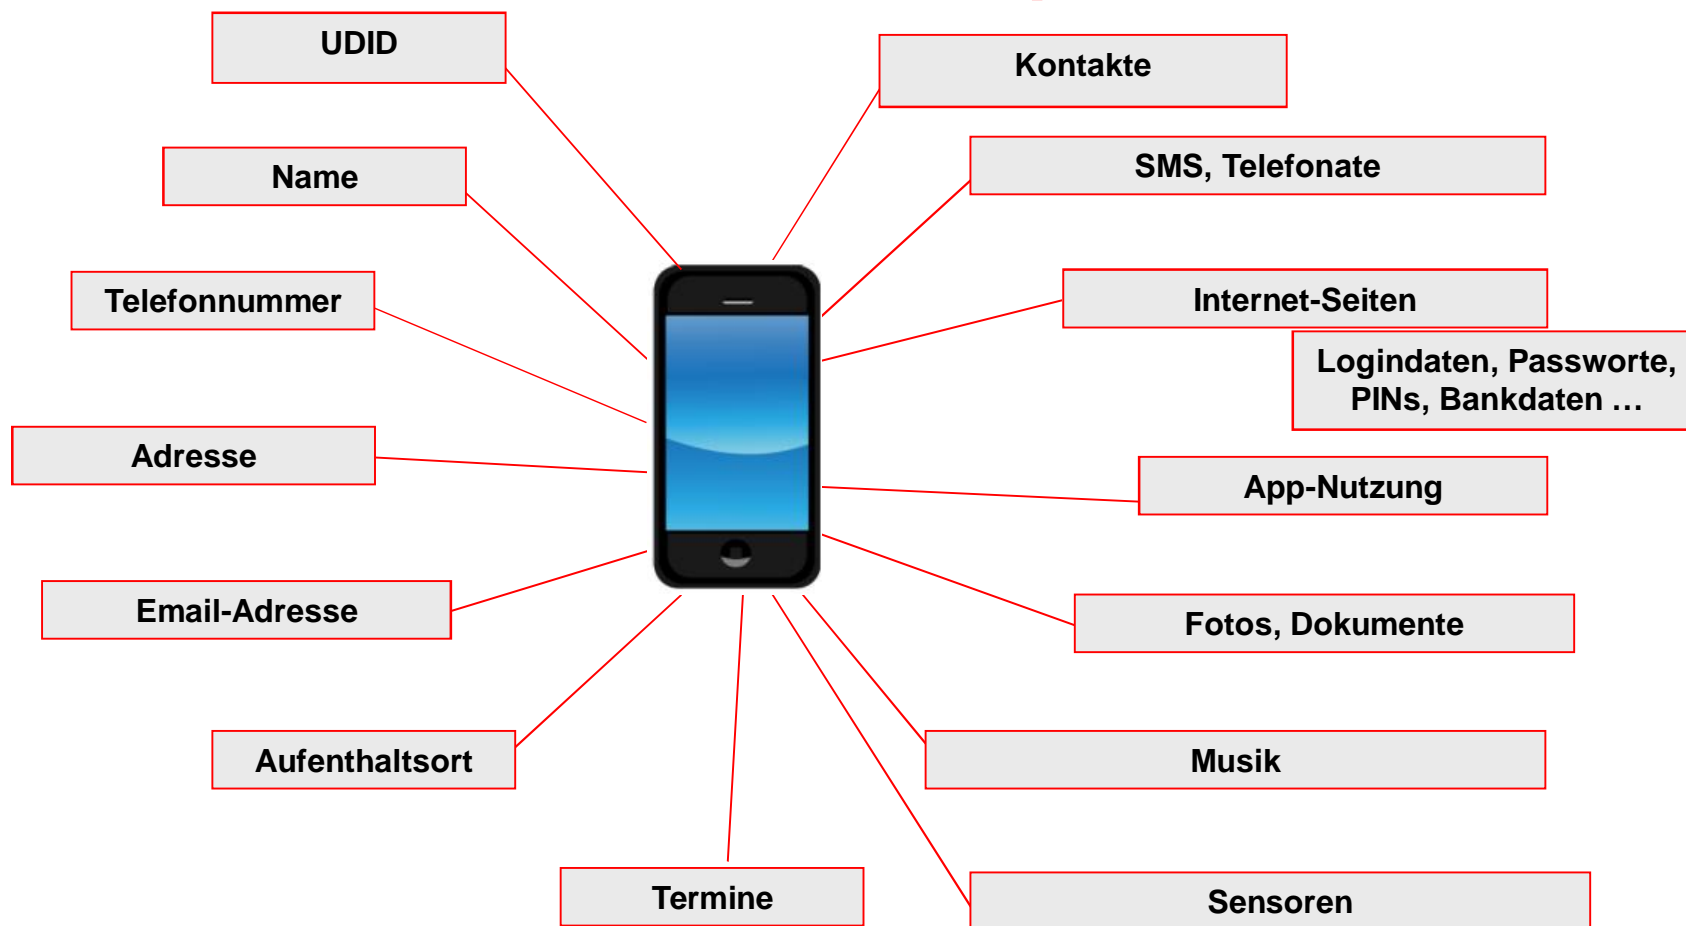 UDID
Kontakte
Name
SMS, Telefonate
Telefonnummer
Internet-Seiten
Logindaten, Passworte,
PINs, Bankdaten …
Adresse
App-Nutzung
Email-Adresse
Fotos, Dokumente
Aufenthaltsort
Musik
Termine
Sensoren